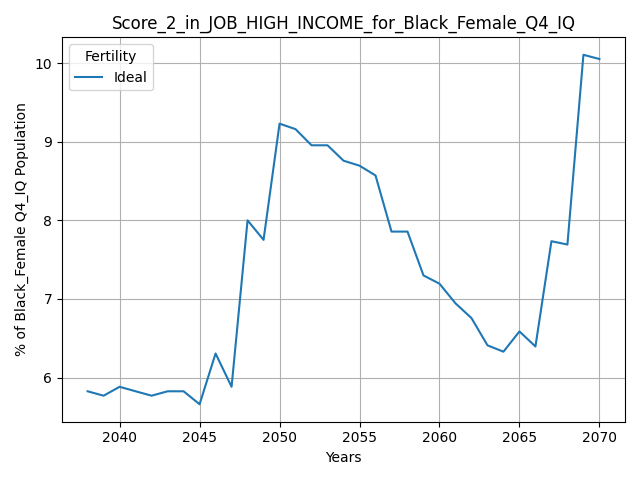 Score_2_in_JOB_HIGH_INCOME_for_Black_Female_Q4_IQ
Fertility
Ideal
% of Black_Female Q4_IQ Population
10
9
8
7
6
2040 2045 2050 2055 2060 2065 2070
Years